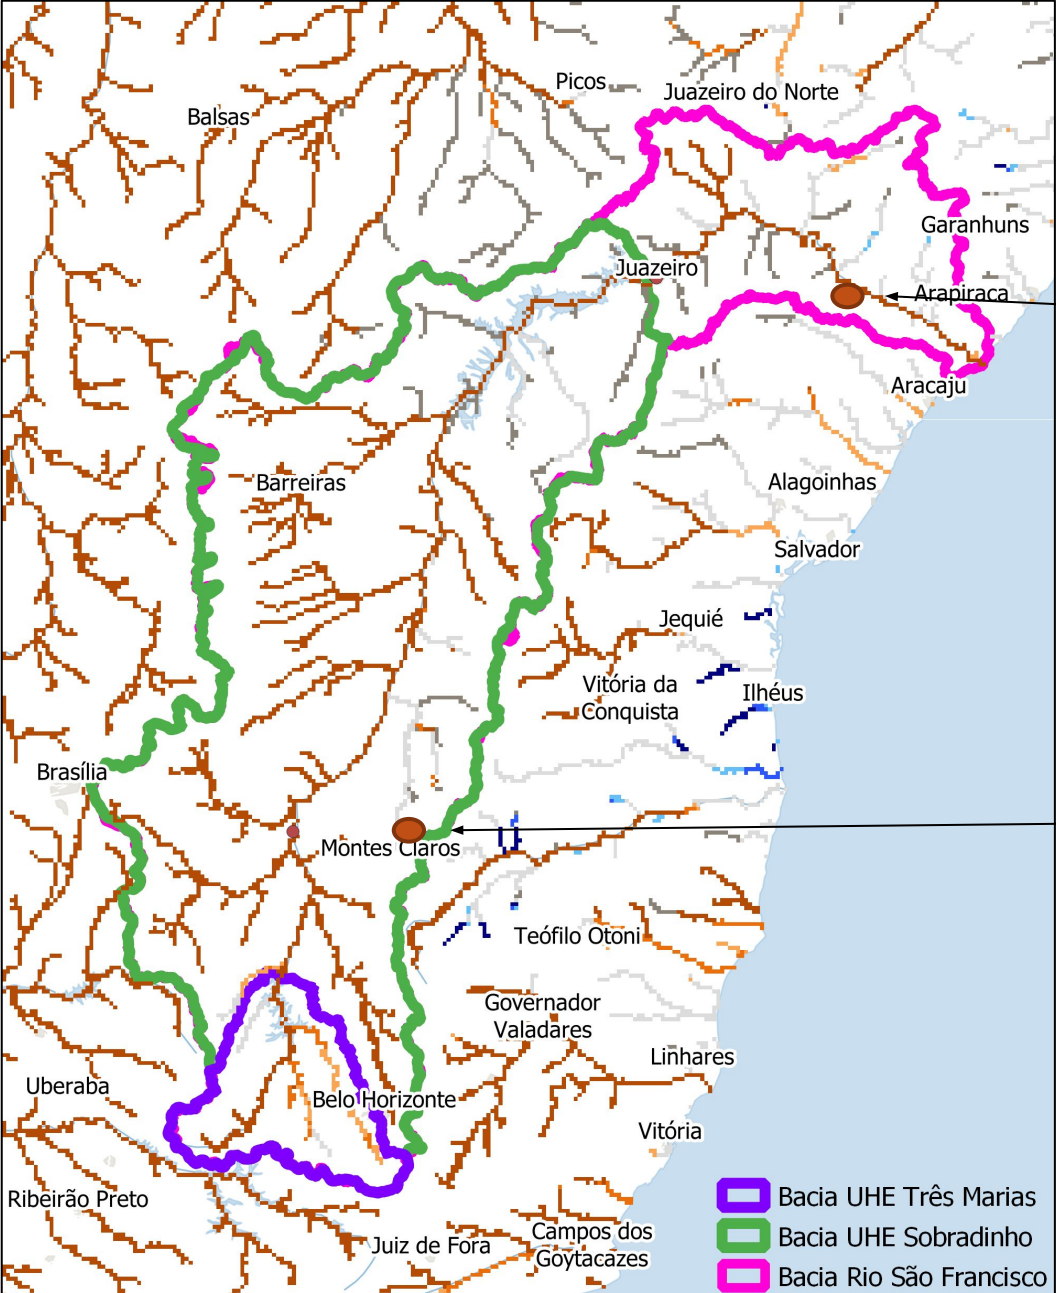 Picos
Juazeiro do Norte
Balsas
Garanhuns
Juazeiro
Arapiraca
Aracaju
Barreiras
Alagoinhas
Salvador
Jequié
Vitória da
Conquista
Ilhéus
Brasília
Montes Claros
Teófilo Otoni
Governador
Valadares
Linhares
Uberaba
Belo Horizonte
Vitória
Ribeirão Preto
Juiz de Fora
Campos dos
Goytacazes
Bacia UHE Três Marias
Bacia UHE Sobradinho
Bacia Rio São Francisco